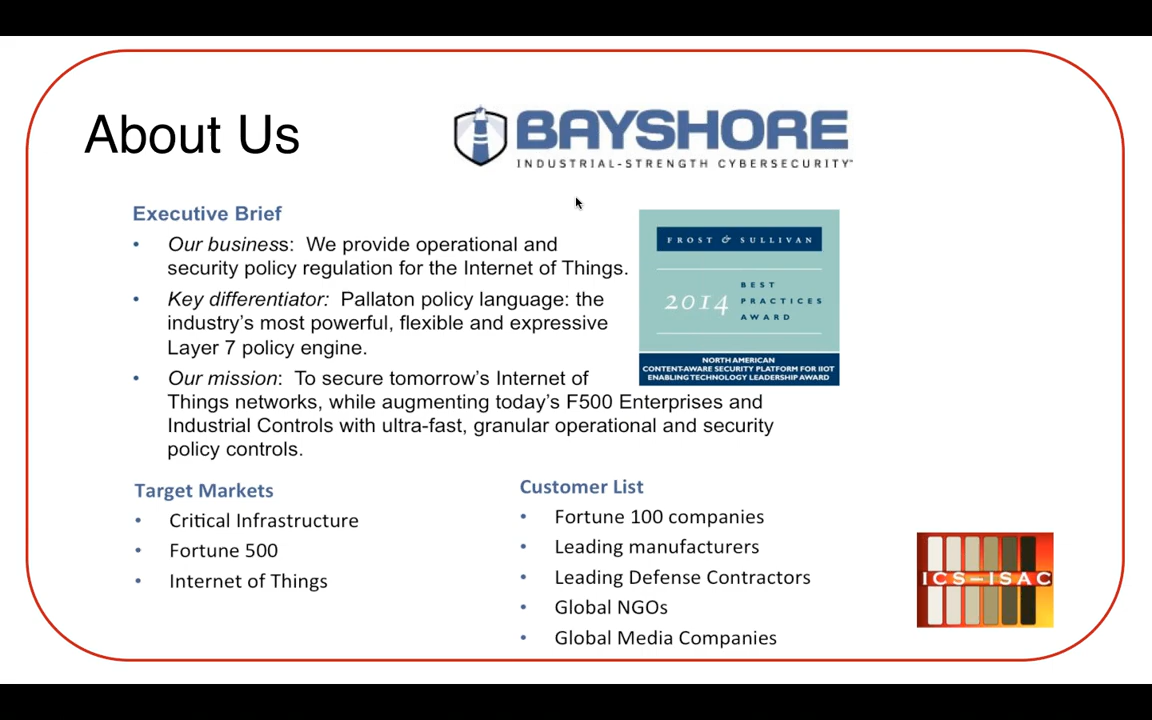 About Us
BAYSHORE
INDUSTRIAL-STRENGTH CYBERSECURITY™
Executive Brief
• Our business: We provide operational and
security policy regulation for the Internet of Things.
• Key differentiator: Pallaton policy language: the
industry's most powerful, flexible and expressive
Layer 7 policy engine.
• Our mission: To secure tomorrow's Internet of
Things networks, while augmenting today's F500 Enterprises and
Industrial Controls with ultra-fast, granular operational and security
policy controls.
FROST & SULLIVAN
2014
BEST
PRACTICES
AWARD
NORTH AMERICAN
CONTENT-AWARE SECURITY PLATFORM FOR IIOT
ENABLING TECHNOLOGY LEADERSHIP AWARD
Target Markets
• Critical Infrastructure
• Fortune 500
• Internet of Things
Customer List
• Fortune 100 companies
• Leading manufacturers
• Leading Defense Contractors
• Global NGOs
• Global Media Companies
ICS-ISAC